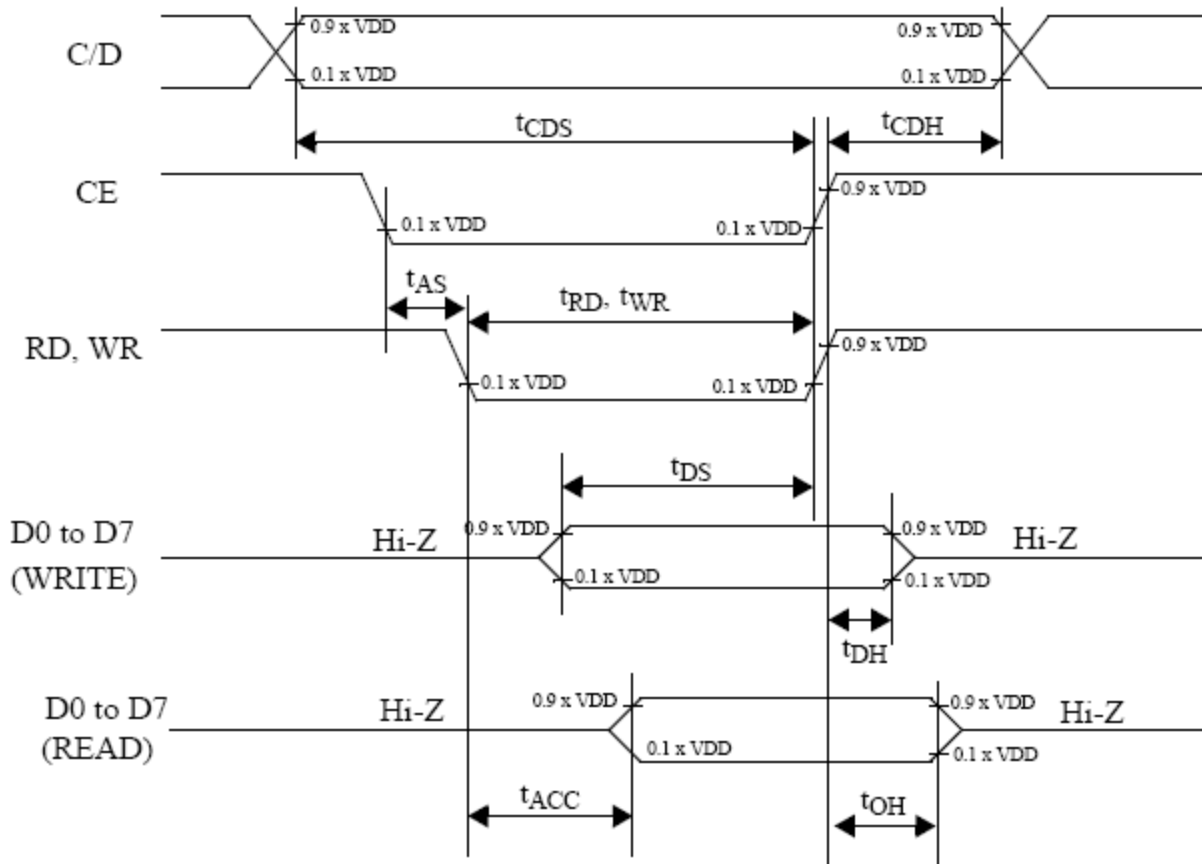 0.9 x VDD
0.9 x VDD
C/D
0.1 x VDD
0.1 x VDD
tCDS
tCDH
CE
0.9 x VDD
0.1 x VDD
0.1 x VDD
tAS
tRD, tWR
RD, WR
0.9 x VDD
0.1 x VDD
0.1 x VDD
tDS
D0 to D7
(WRITE)
Hi-Z
0.9 x VDD
0.9 x VDD
Hi-Z
0.1 x VDD
0.1 x VDD
tDH
D0 to D7
(READ)
Hi-Z
0.9 x VDD
0.9 x VDD
Hi-Z
0.1 x VDD
0.1 x VDD
tACC
tOH